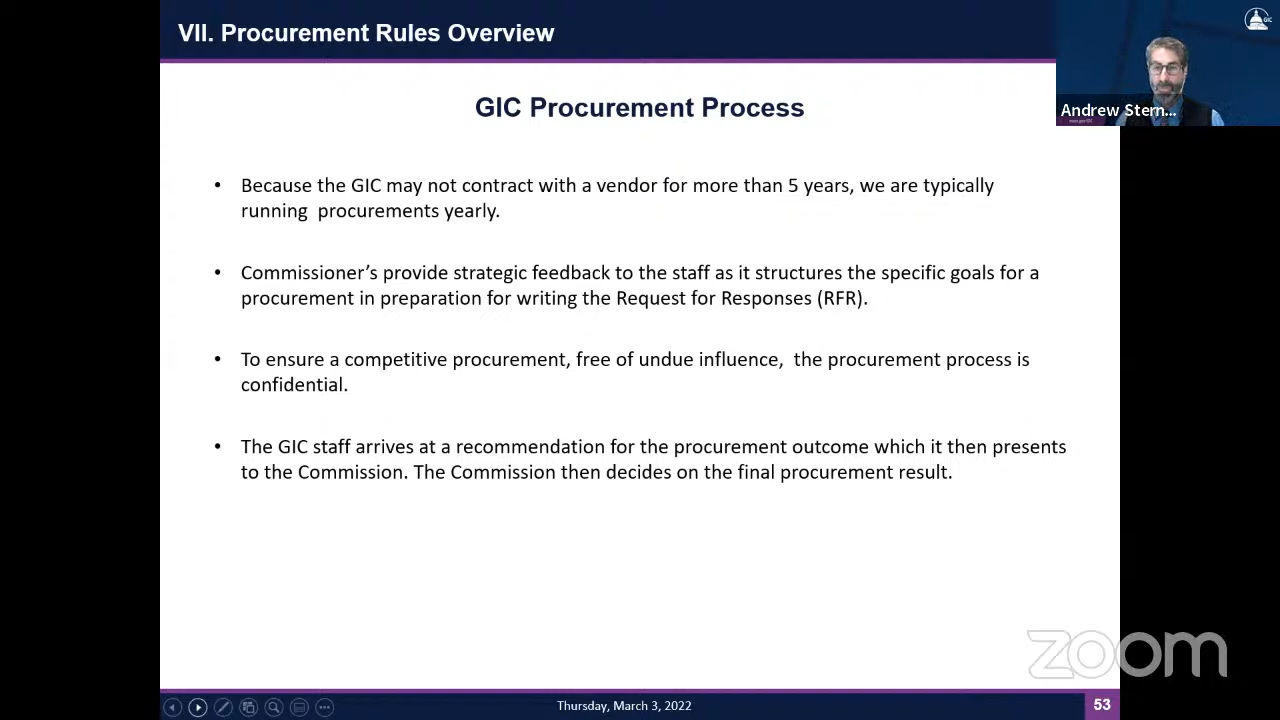 VII. Procurement Rules Overview
GIC
Andrew Stern...
GIC Procurement Process
• Because the GIC may not contract with a vendor for more than 5 years, we are typically
running  procurements yearly.
• Commissioner’s provide strategic feedback to the staff as it structures the specific goals for a
procurement in preparation for writing the Request for Responses (RFR).
• To ensure a competitive procurement, free of undue influence,  the procurement process is
confidential.
• The GIC staff arrives at a recommendation for the procurement outcome which it then presents
to the Commission. The Commission then decides on the final procurement result.
zoom
Thursday, March 3, 2022
53